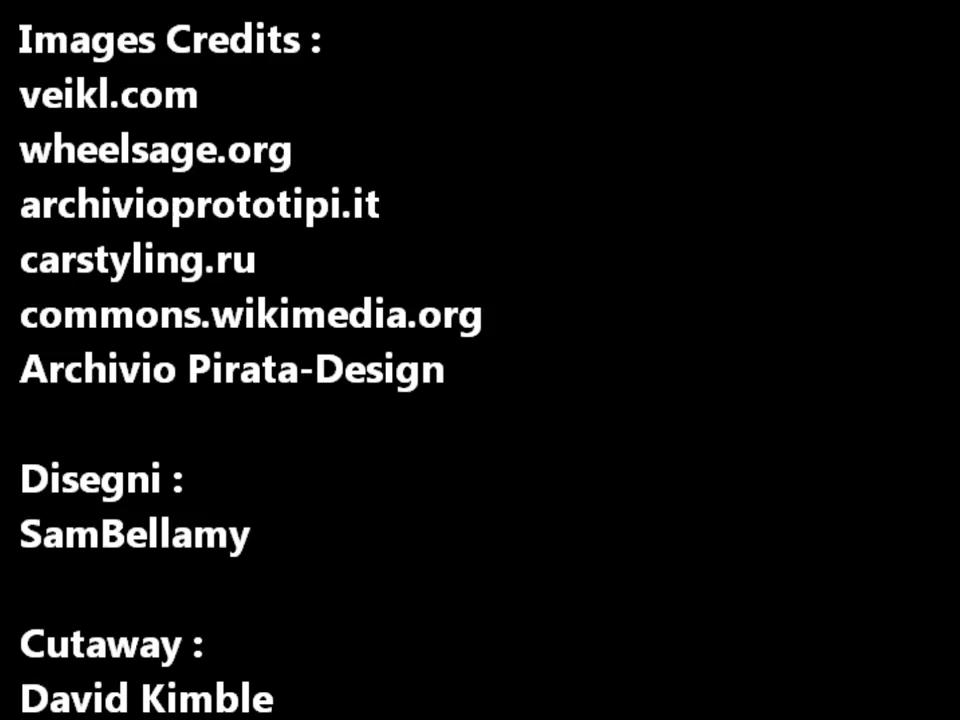 Images Credits :
veikl.com
wheelsage.org
archivioprototipi.it
carstyling.ru
commons.wikimedia.org
Archivio Pirata-Design
Disegni :
SamBellamy
Cutaway :
David Kimble